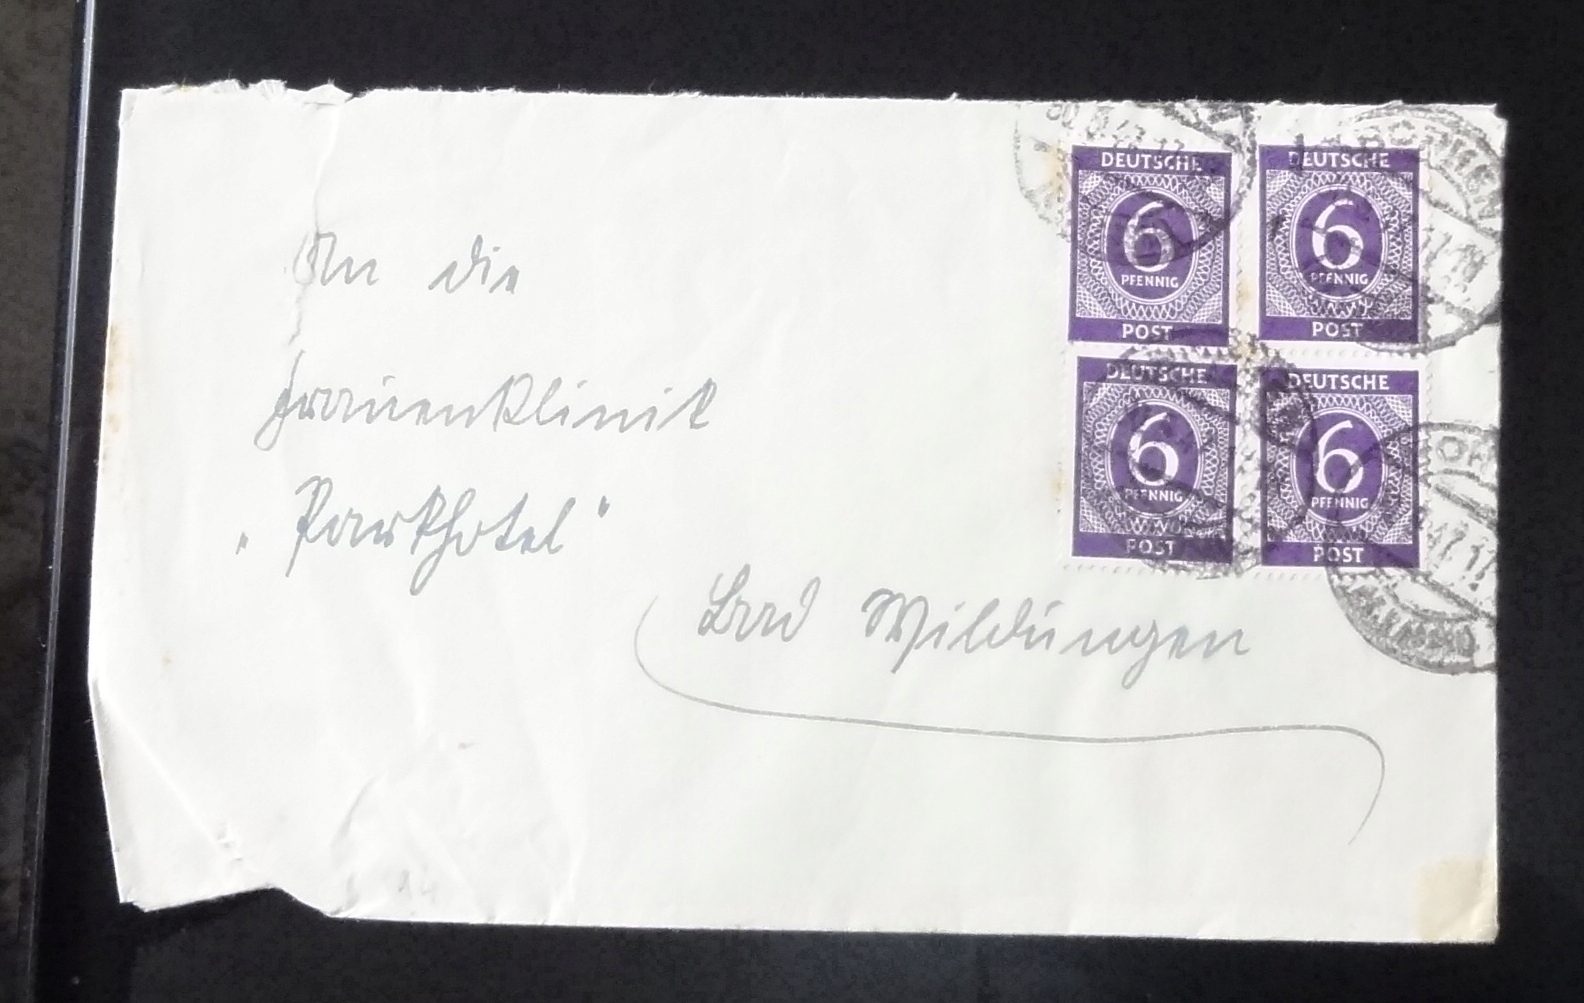 An die
Frauenklinik
„Parkhotel“
Bad Wildungen
DEUTSCHE
6
PFENNIG
POST
DEUTSCHE
6
PFENNIG
POST
DEUTSCHE
6
PFENNIG
POST
DEUTSCHE
6
PFENNIG
POST